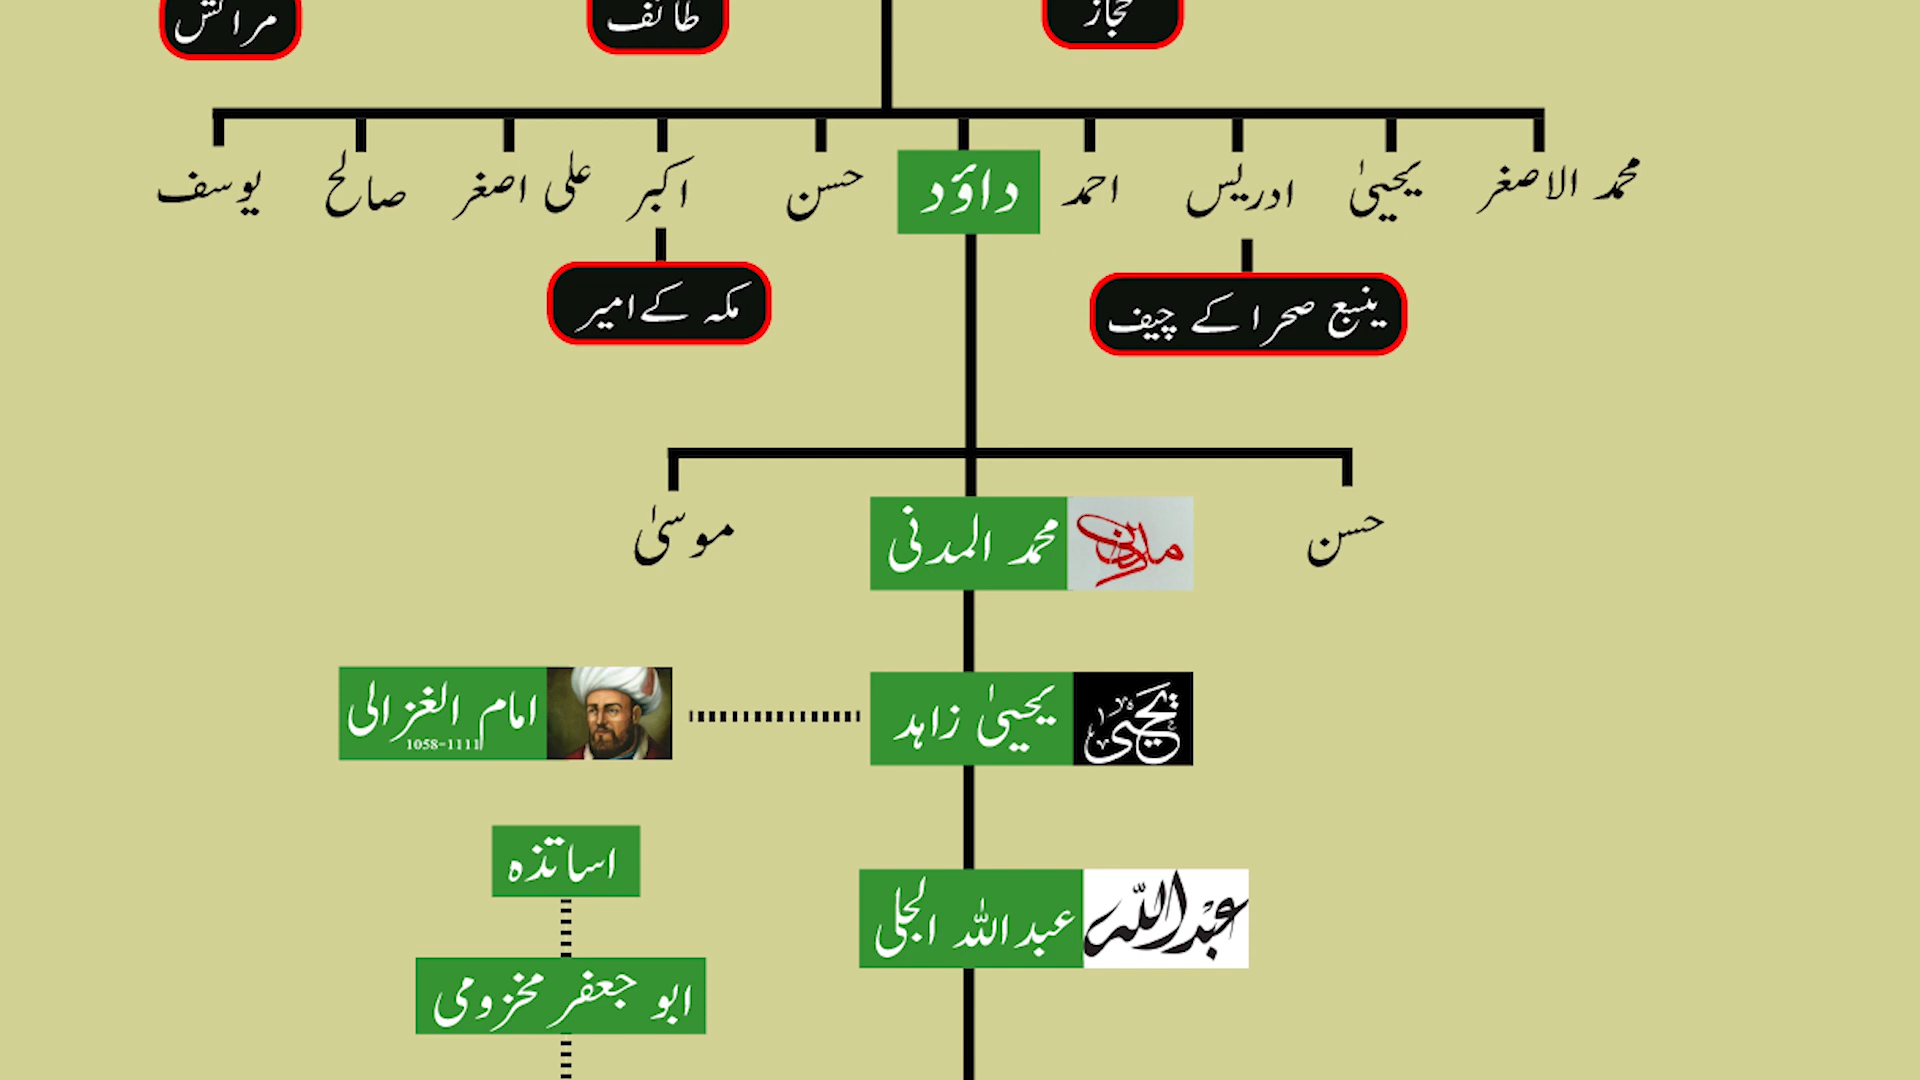 حجاز
طائف
مراکش
محمد الاصغر
یحییٰ
ادریس
احمد
داؤد
حسن
اکبر
علی اصغر
صالح
یوسف
ینبع صحرا کے چیف
مکہ کے امیر
حسن
محمد المدنی
موسیٰ
یحییٰ زاہد
يَحْيَى
امام الغزالی
1058-1111
عبد اللہ الجلی
عبد الله
اساتذہ
ابو جعفر مخزومی